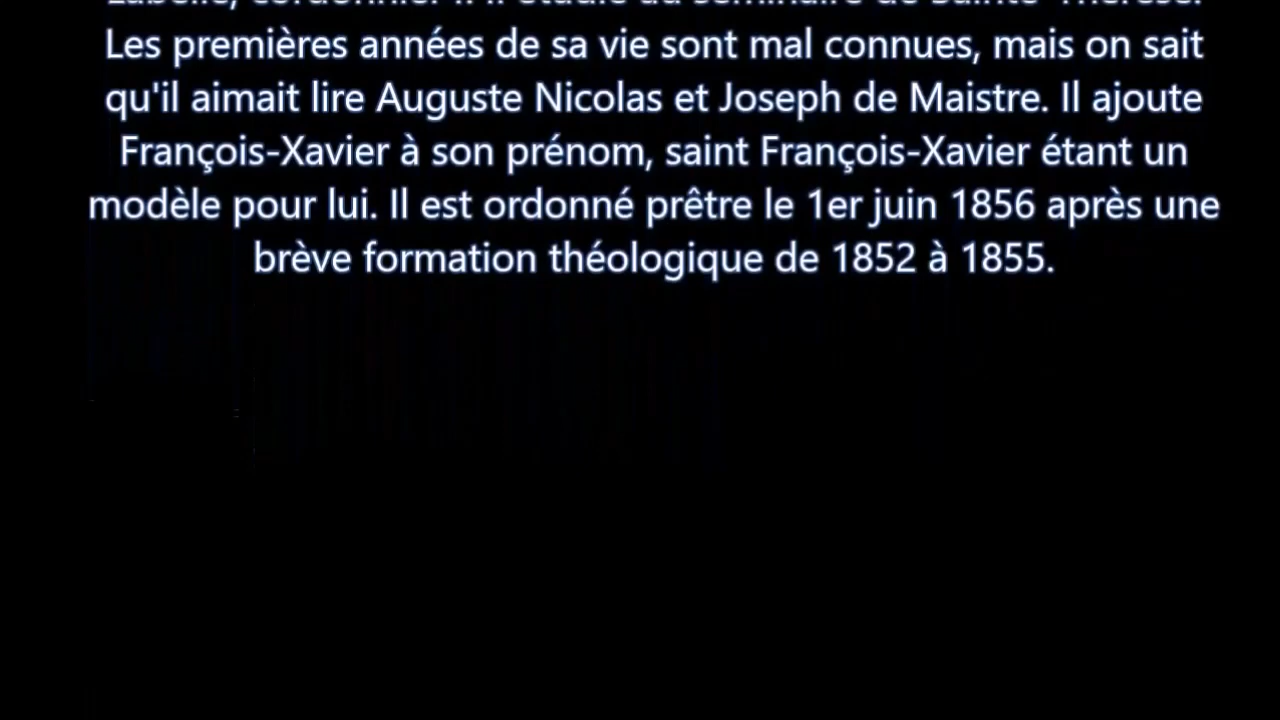 Les premières années de sa vie sont mal connues, mais on sait
qu'il aimait lire Auguste Nicolas et Joseph de Maistre. Il ajoute
François-Xavier à son prénom, saint François-Xavier étant un
modèle pour lui. Il est ordonné prêtre le 1er juin 1856 après une
brève formation théologique de 1852 à 1855.